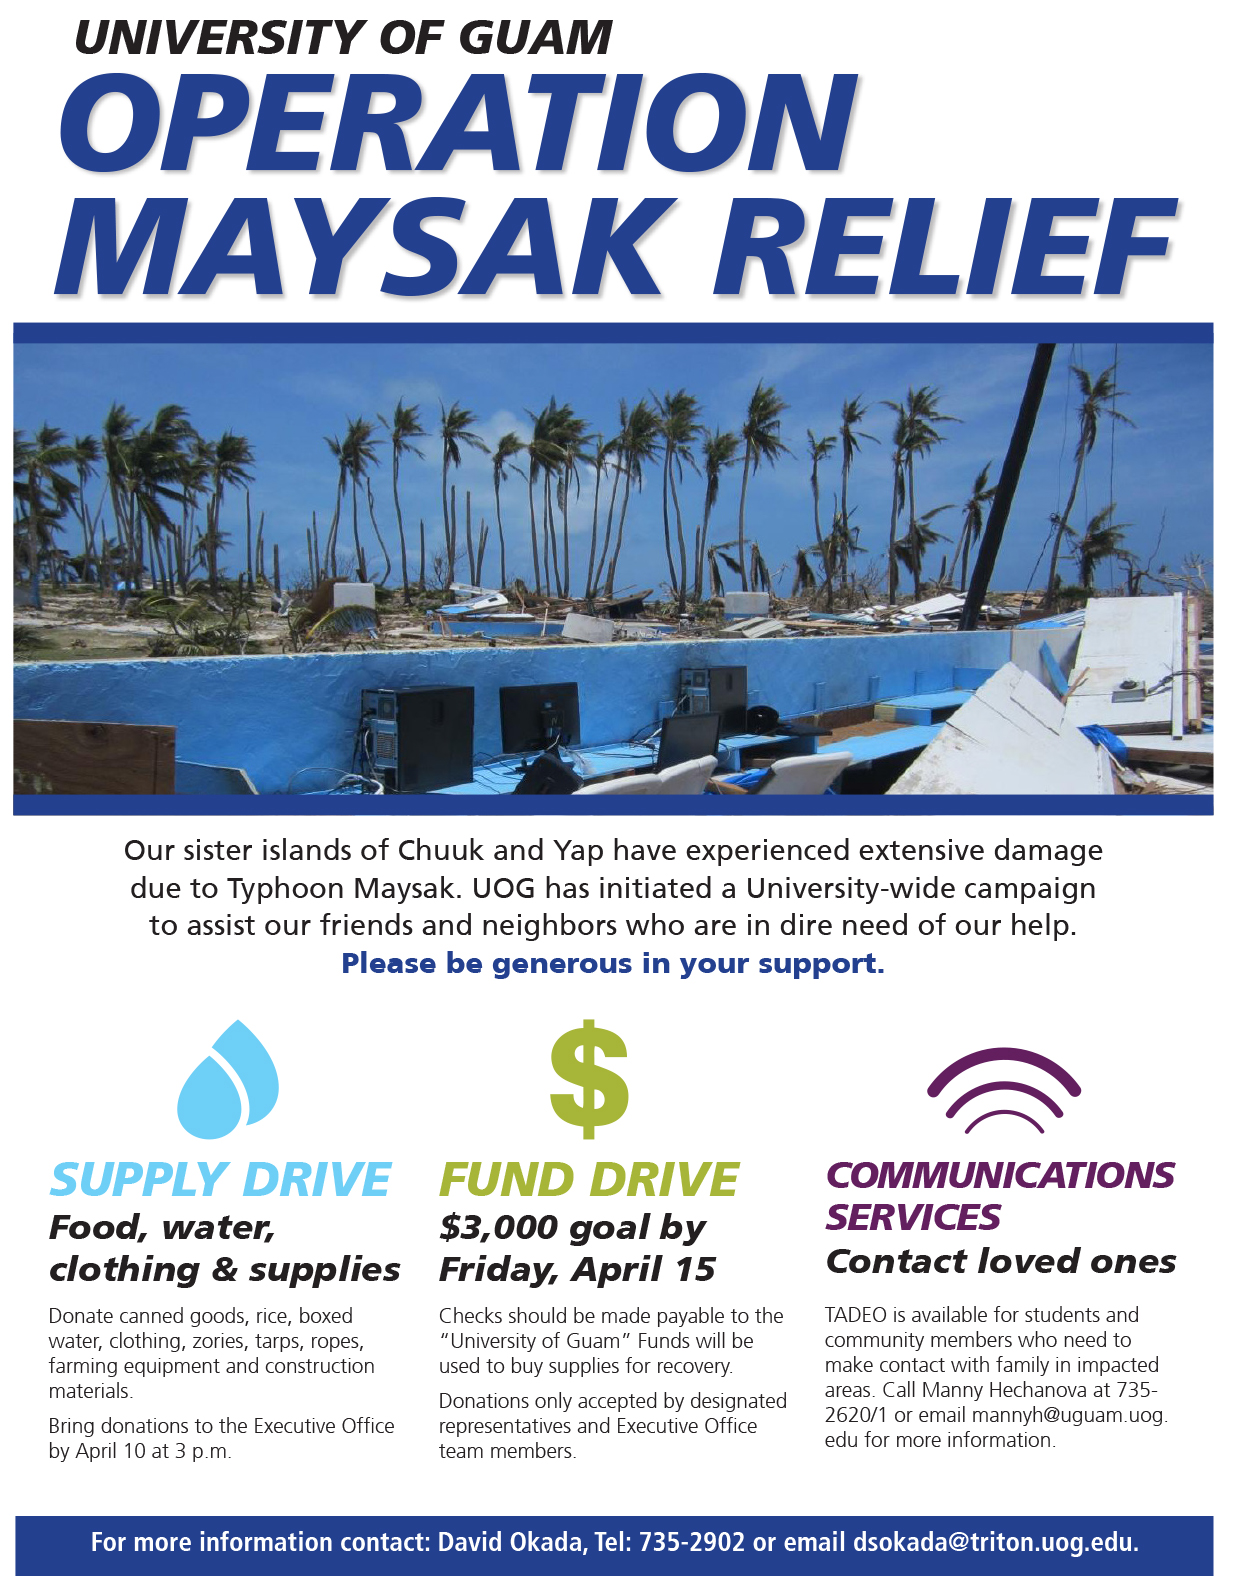 UNIVERSITY OF GUAM
OPERATION
MAYSAK RELIEF
Our sister islands of Chuuk and Yap have experienced extensive damage
due to Typhoon Maysak. UOG has initiated a University-wide campaign
to assist our friends and neighbors who are in dire need of our help.
Please be generous in your support.
$
SUPPLY DRIVE
Food, water,
clothing & supplies
Donate canned goods, rice, boxed
water, clothing, zories, tarps, ropes,
farming equipment and construction
materials.
Bring donations to the Executive Office
by April 10 at 3 p.m.
FUND DRIVE
$3,000 goal by
Friday, April 15
Checks should be made payable to the
“University of Guam” Funds will be
used to buy supplies for recovery.
Donations only accepted by designated
representatives and Executive Office
team members.
COMMUNICATIONS
SERVICES
Contact loved ones
TADEO is available for students and
community members who need to
make contact with family in impacted
areas. Call Manny Hechanova at 735-
2620/1 or email mannyh@uguam.uog.
edu for more information.
For more information contact: David Okada, Tel: 735-2902 or email dsokada@triton.uog.edu.